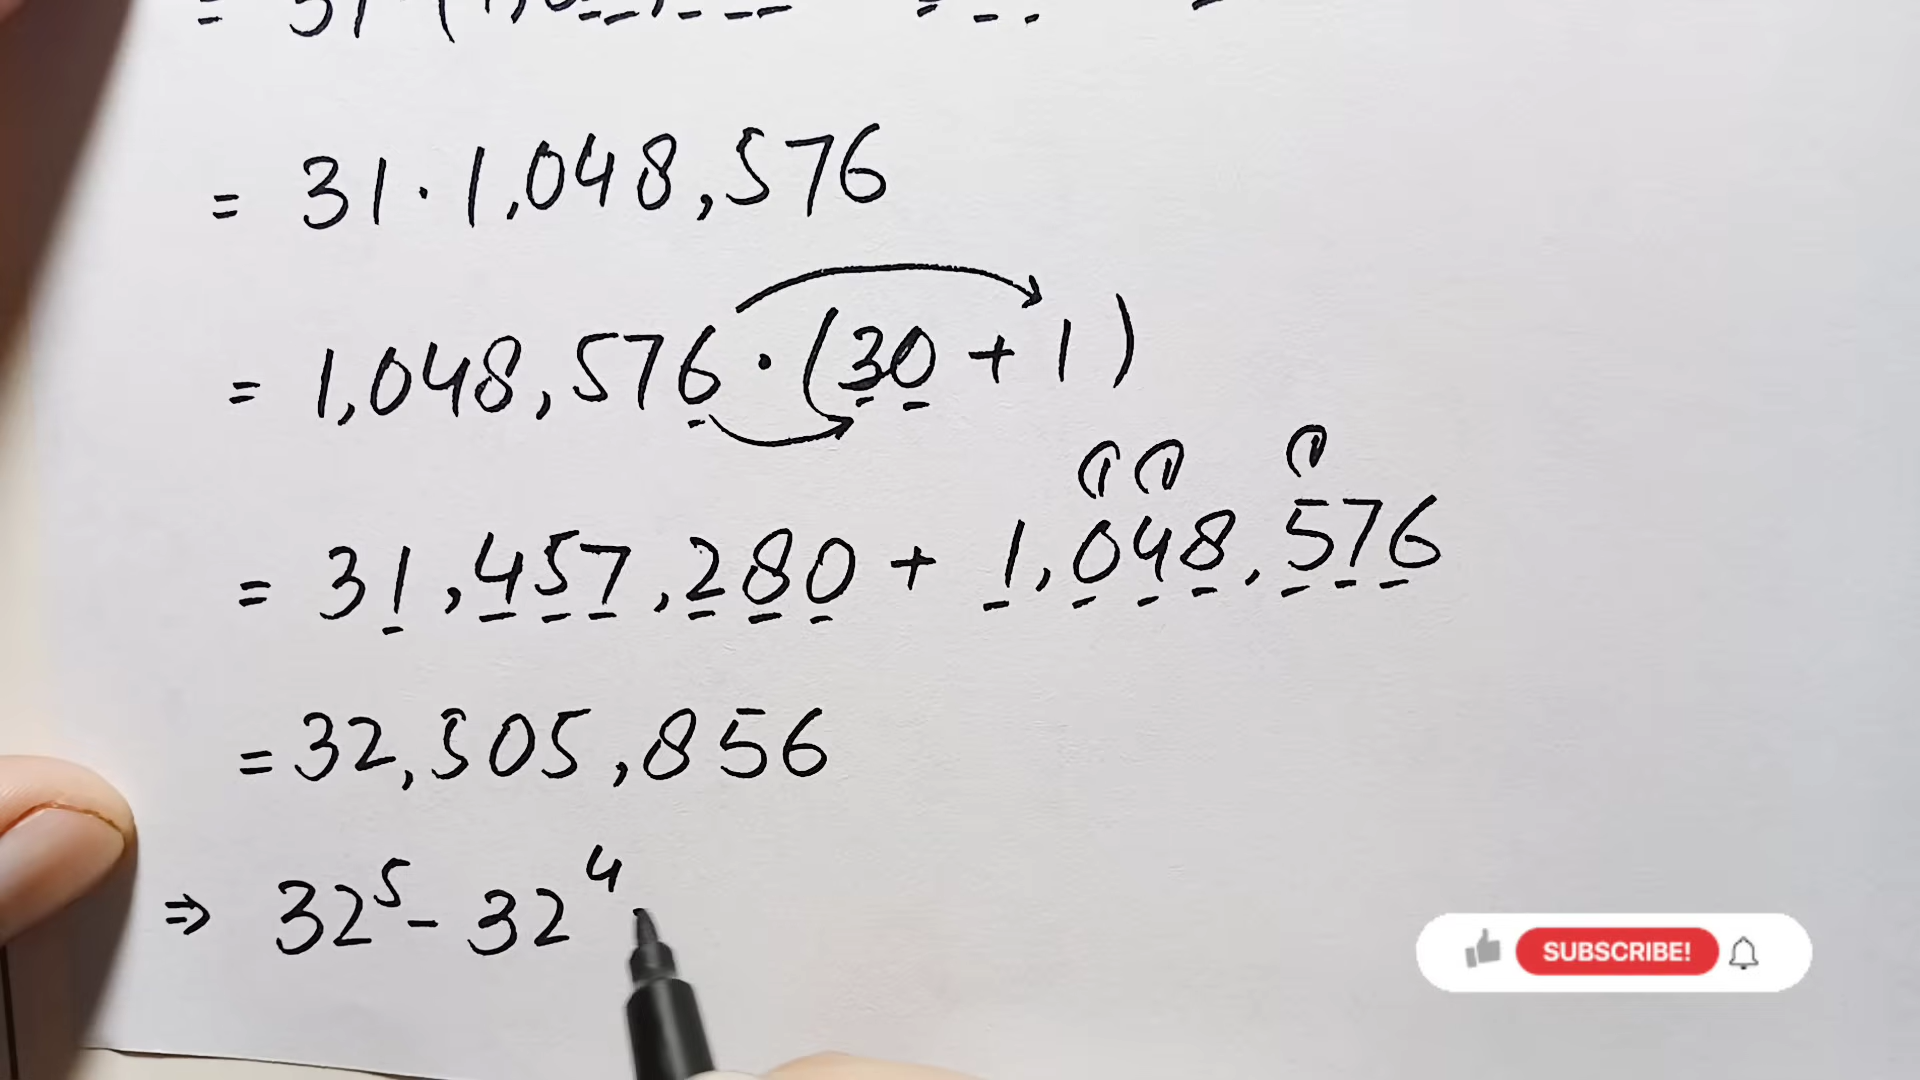 = 31 · 1,048,576
= 1,048,576 · (30 + 1)
1 1 1
= 31,457,280 + 1,048,576
= 32,505,856
⇒ 32⁵ - 32⁴
SUBSCRIBE!